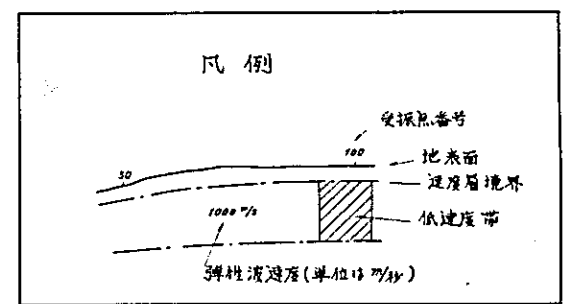 凡例
受振点番号
100
地表面
50
速度層境界
低速度帯
1000 m/s
弾性波速度(単位は m/s)